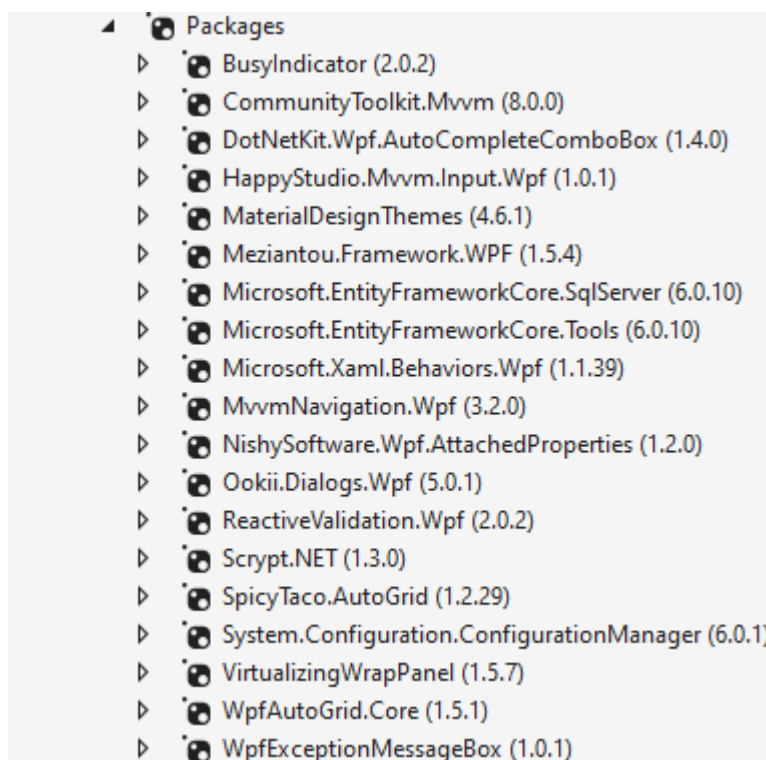 Packages
BusyIndicator (2.0.2)
CommunityToolkit.Mvvm (8.0.0)
DotNetKit.Wpf.AutoCompleteComboBox (1.4.0)
HappyStudio.Mvvm.Input.Wpf (1.0.1)
MaterialDesignThemes (4.6.1)
Meziantou.Framework.WPF (1.5.4)
Microsoft.EntityFrameworkCore.SqlServer (6.0.10)
Microsoft.EntityFrameworkCore.Tools (6.0.10)
Microsoft.Xaml.Behaviors.Wpf (1.1.39)
MvvmNavigation.Wpf (3.2.0)
NishySoftware.Wpf.AttachedProperties (1.2.0)
Ookii.Dialogs.Wpf (5.0.1)
ReactiveValidation.Wpf (2.0.2)
Scrypt.NET (1.3.0)
SpicyTaco.AutoGrid (1.2.29)
System.Configuration.ConfigurationManager (6.0.1)
VirtualizingWrapPanel (1.5.7)
WpfAutoGrid.Core (1.5.1)
WpfExceptionMessageBox (1.0.1)